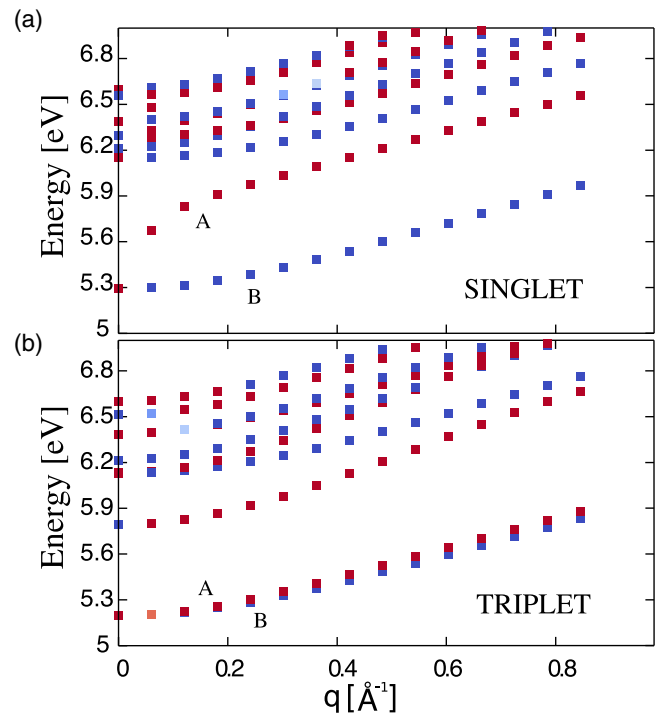 (a)
6.8
6.5
6.2
5.9
5.6
5.3
5
Energy [eV]
A
B
SINGLET
(b)
6.8
6.5
6.2
5.9
5.6
5.3
5
Energy [eV]
A
B
TRIPLET
0 0.2 0.4 0.6 0.8
q [Å⁻¹]